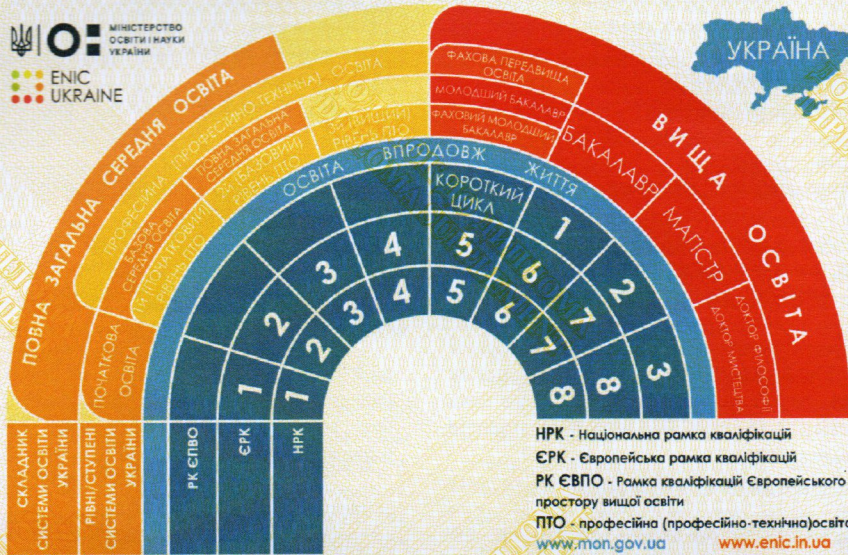 МІНІСТЕРСТВО
ОСВІТИ І НАУКИ
УКРАЇНИ
ENIC
UKRAINE
УКРАЇНА
ПОВНА ЗАГАЛЬНА СЕРЕДНЯ ОСВІТА
ПРОФЕСІЙНА (ПРОФЕСІЙНО-ТЕХНІЧНА) ОСВІТА
ФАХОВА ПЕРЕДВИЩА
ОСВІТА
ВИЩА ОСВІТА
ПОЧАТКОВА
ОСВІТА
БАЗОВА
СЕРЕДНЯ ОСВІТА
(ПОЧАТКОВИЙ)
РІВЕНЬ ПТО
ПОВНА ЗАГАЛЬНА
СЕРЕДНЯ ОСВІТА
(БАЗОВИЙ)
РІВЕНЬ ПТО
(ВИЩИЙ)
РІВЕНЬ ПТО
МОЛОДШИЙ БАКАЛАВР
ФАХОВИЙ МОЛОДШИЙ
БАКАЛАВР
БАКАЛАВР
МАГІСТР
ДОКТОР ФІЛОСОФІЇ
ДОКТОР МИСТЕЦТВА
ОСВІТА ВПРОДОВЖ ЖИТТЯ
КОРОТКИЙ
ЦИКЛ
1
2
3
1
2
3
4
5
6
7
8
1
2
3
4
5
6
7
8
СКЛАДНИК
СИСТЕМИ ОСВІТИ
УКРАЇНИ
РІВНІ/СТУПЕНІ
СИСТЕМИ ОСВІТИ
УКРАЇНИ
РК ЄПВО
ЄРК
НРК
НРК - Національна рамка кваліфікацій
ЄРК - Європейська рамка кваліфікацій
РК ЄВПО - Рамка кваліфікацій Європейського
простору вищої освіти
ПТО - професійна (професійно-технічна)освіта
www.mon.gov.ua www.enic.in.ua